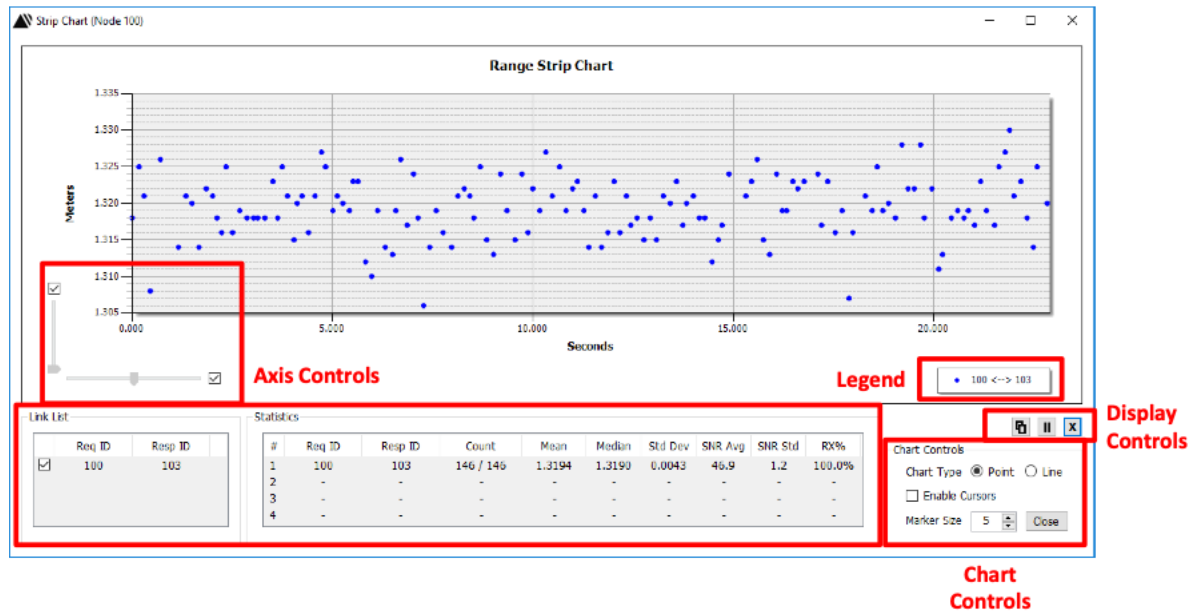 Strip Chart (Node 100)
Range Strip Chart
1.335
1.330
1.325
1.320
1.315
1.310
1.305
Meters
0.000 5.000 10.000 15.000 20.000
Seconds
Axis Controls
Legend
100 <--> 103
Display
Controls
Link List
Req ID Resp ID
100 103
Statistics
# Req ID Resp ID Count Mean Median Std Dev SNR Avg SNR Std RX%
1 100 103 146 / 146 1.3194 1.3190 0.0043 46.9 1.2 100.0%
2 - - - - - - - - -
3 - - - - - - - - -
4 - - - - - - - - -
X
Chart Controls
Chart Type Point Line
Enable Cursors
Marker Size 5 Close
Chart
Controls